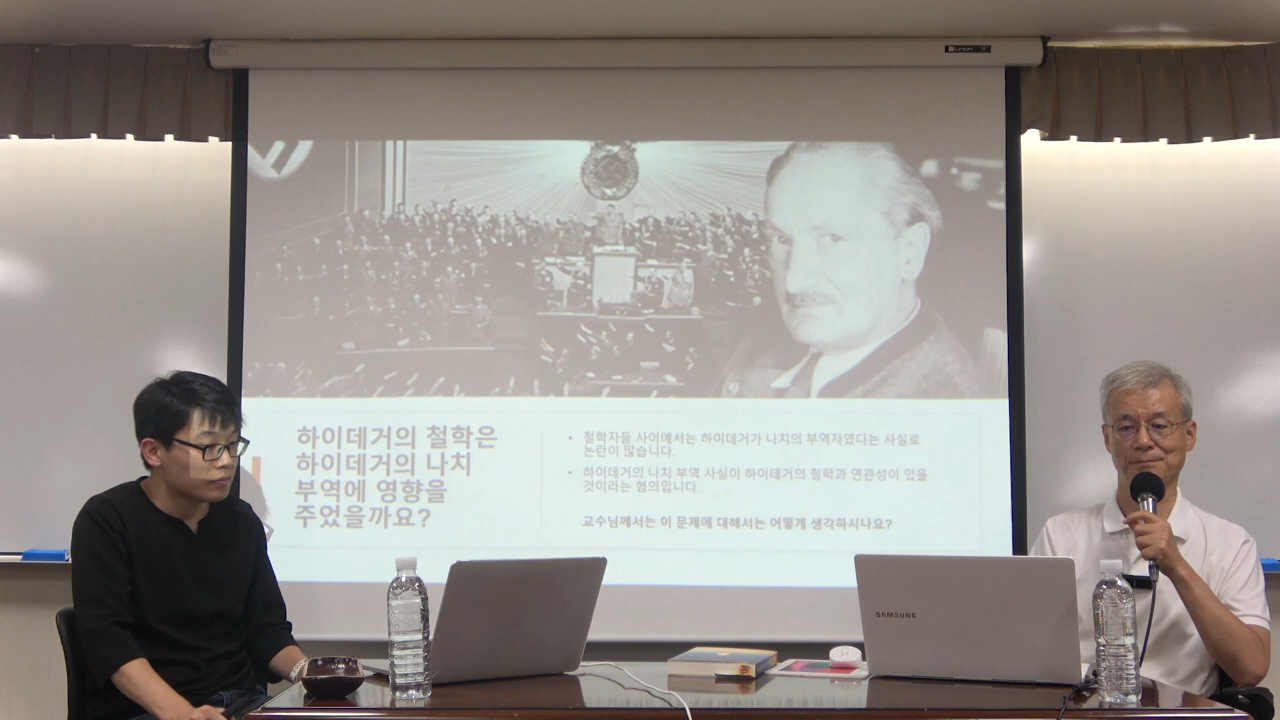 하이데거의 철학은
하이데거의 나치
부역에 영향을
주었을까요?
• 철학자들 사이에서는 하이데거가 나치의 부역자였다는 사실로
논란이 많습니다.
• 하이데거의 나치 부역 사실이 하이데거의 철학과 연관성이 있을
것이라는 혐의입니다.
교수님께서는 이 문제에 대해서는 어떻게 생각하시나요?
SAMSUNG